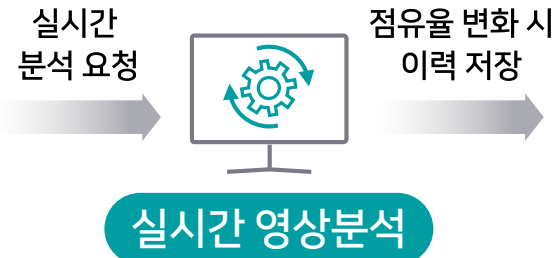 실시간
분석 요청
점유율 변화 시
이력 저장
실시간 영상분석